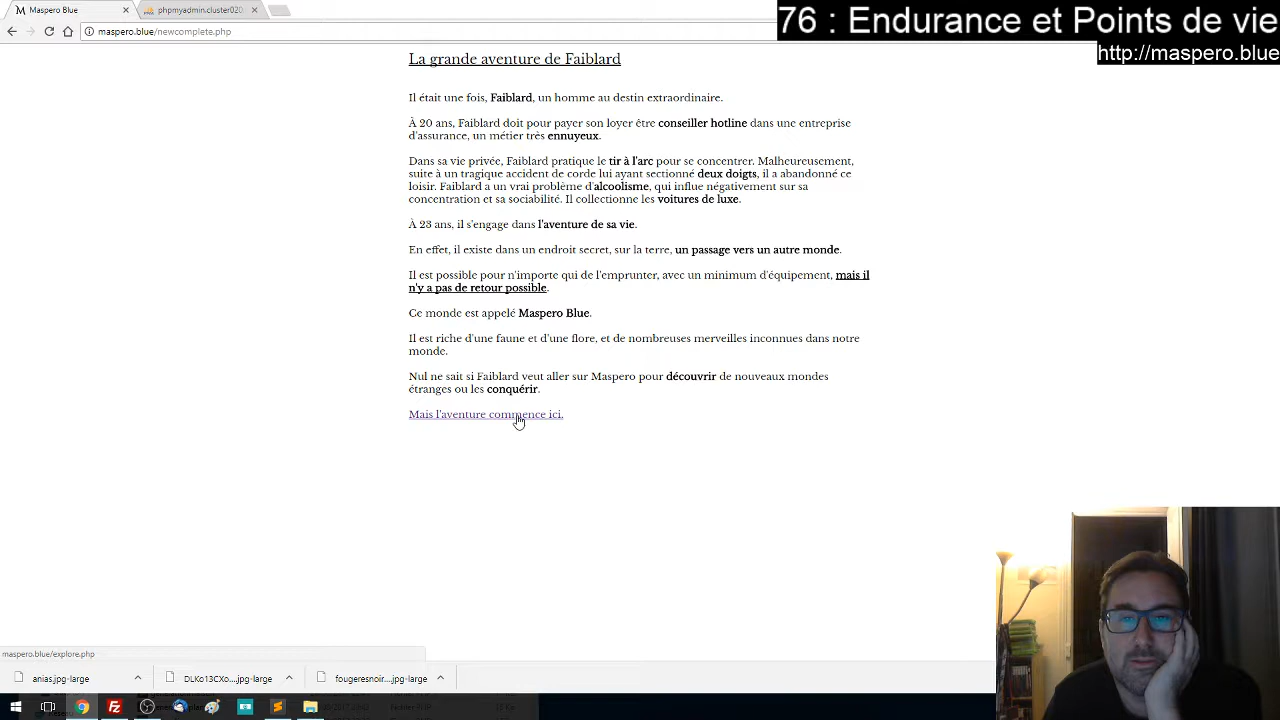 Maspero Blue
phpmyadmin.cluster020.
76 : Endurance et Points de vie
maspero.blue/newcomplete.php
http://maspero.blue
La grande aventure de Faiblard
Il était une fois, Faiblard, un homme au destin extraordinaire.
À 20 ans, Faiblard doit pour payer son loyer être conseiller hotline dans une entreprise
d'assurance, un métier très ennuyeux.
Dans sa vie privée, Faiblard pratique le tir à l'arc pour se concentrer. Malheureusement,
suite à un tragique accident de corde lui ayant sectionné deux doigts, il a abandonné ce
loisir. Faiblard a un vrai problème d'alcoolisme, qui influe négativement sur sa
concentration et sa sociabilité. Il collectionne les voitures de luxe.
À 23 ans, il s'engage dans l'aventure de sa vie.
En effet, il existe dans un endroit secret, sur la terre, un passage vers un autre monde.
Il est possible pour n'importe qui de l'emprunter, avec un minimum d'équipement, mais il
n'y a pas de retour possible.
Ce monde est appelé Maspero Blue.
Il est riche d'une faune et d'une flore, et de nombreuses merveilles inconnues dans notre
monde.
Nul ne sait si Faiblard veut aller sur Maspero pour découvrir de nouveaux mondes
étranges ou les conquérir.
Mais l'aventure commence ici.
maspero.blue/explore.php
anias.jpg-large
DLKo13CXo....jpg-large
fougeresnoir....jpg-large